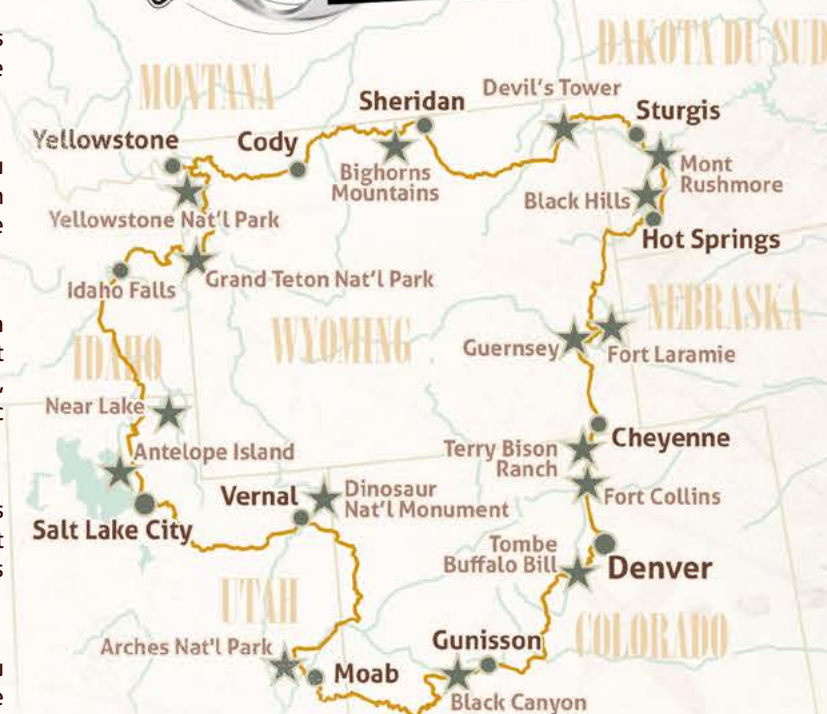 DAKOTA DU SUD
MONTANA
Devil's Tower
Sheridan
Sturgis
Yellowstone
Cody
Bighorns
Mountains
Mont
Rushmore
Black Hills
Yellowstone Nat'l Park
Hot Springs
Grand Teton Nat'l Park
Idaho Falls
NEBRASKA
WYOMING
IDAHO
Guernsey
Fort Laramie
Near Lake
Cheyenne
Antelope Island
Terry Bison
Ranch
Vernal
Dinosaur
Nat'l Monument
Fort Collins
Salt Lake City
Tombe
Buffalo Bill
Denver
UTAH
COLORADO
Arches Nat'l Park
Gunisson
Moab
Black Canyon